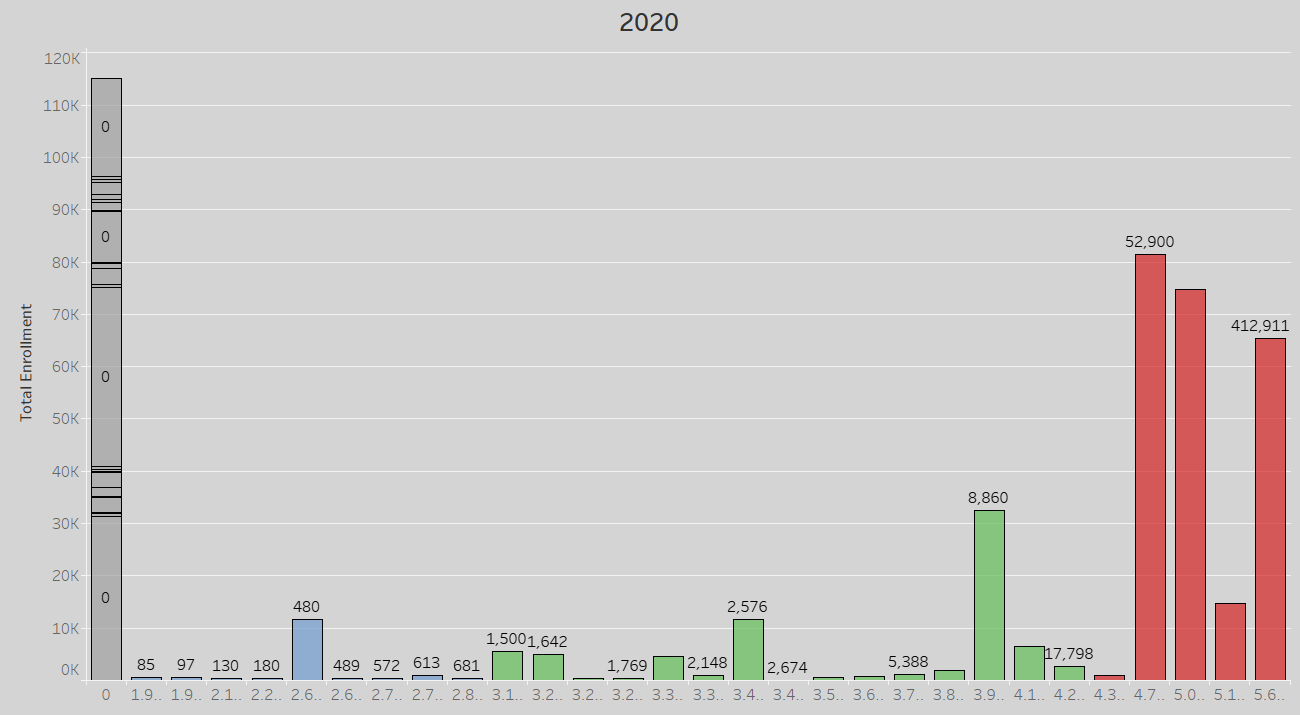 2020
120K
110K
100K
90K
80K
70K
60K
50K
40K
30K
20K
10K
0K
Total Enrollment
0
0
0
0
85
97
130
180
480
489
572
613
681
1,500
1,642
1,769
2,148
2,576
2,674
5,388
8,860
17,798
52,900
412,911
0 1.9.. 1.9.. 2.1.. 2.2.. 2.6.. 2.6.. 2.7.. 2.7.. 2.8.. 3.1.. 3.2.. 3.2.. 3.2.. 3.3.. 3.3.. 3.4.. 3.4.. 3.5.. 3.6.. 3.7.. 3.8.. 3.9.. 4.1.. 4.2.. 4.3.. 4.7.. 5.0.. 5.1.. 5.6..